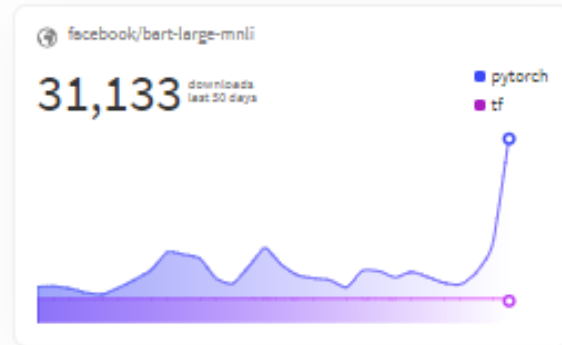 facebook/bart-large-mnli
31,133
downloads
last 30 days
pytorch
tf